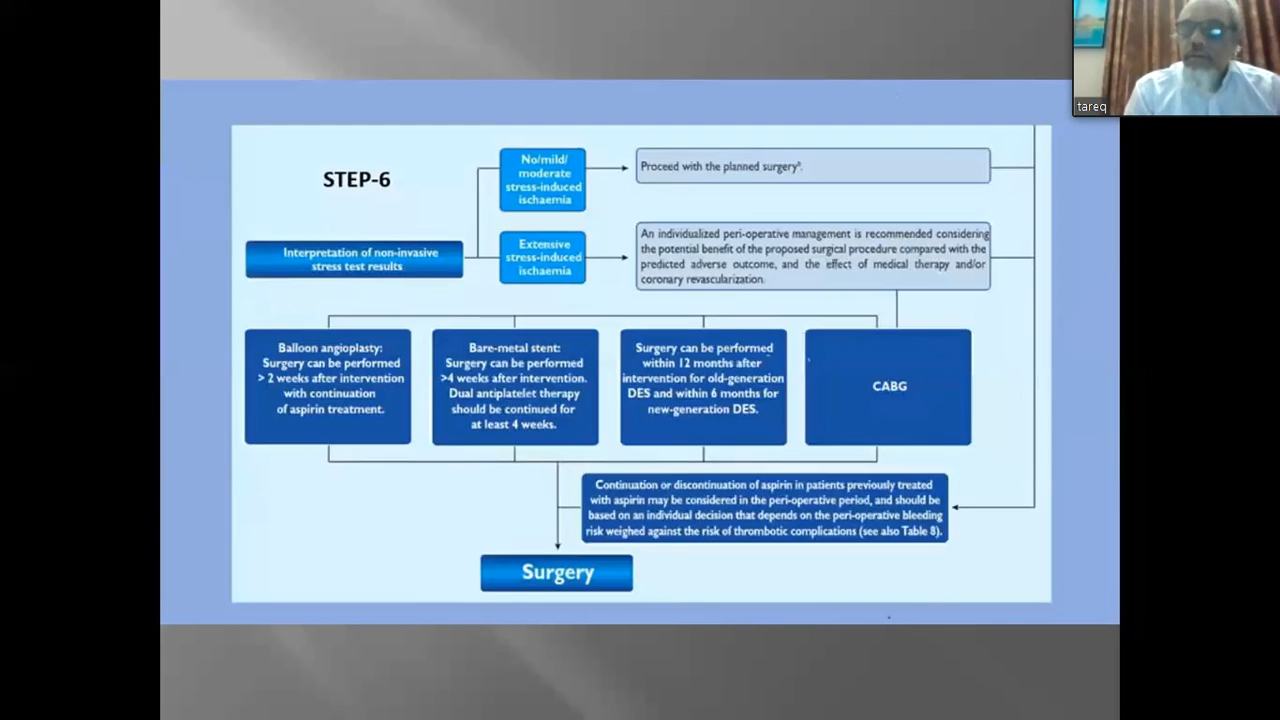 tareq
STEP-6
No/mild/
moderate
stress-induced
ischaemia
Proceed with the planned surgery
Interpretation of non-invasive
stress test results
Extensive
stress-induced
ischaemia
An individualized peri-operative management is recommended considering
the potential benefit of the proposed surgical procedure compared with the
predicted adverse outcome, and the effect of medical therapy and/or
coronary revascularization.
Balloon angioplasty:
Surgery can be performed
> 2 weeks after intervention
with continuation
of aspirin treatment.
Bare-metal stent:
Surgery can be performed
>4 weeks after intervention.
Dual antiplatelet therapy
should be continued for
at least 4 weeks.
Surgery can be performed
within 12 months after
intervention for old-generation
DES and within 6 months for
new-generation DES.
CABG
Continuation or discontinuation of aspirin in patients previously treated
with aspirin may be considered in the peri-operative period, and should be
based on an individual decision that depends on the peri-operative bleeding
risk weighed against the risk of thrombotic complications (see also Table 8).
Surgery